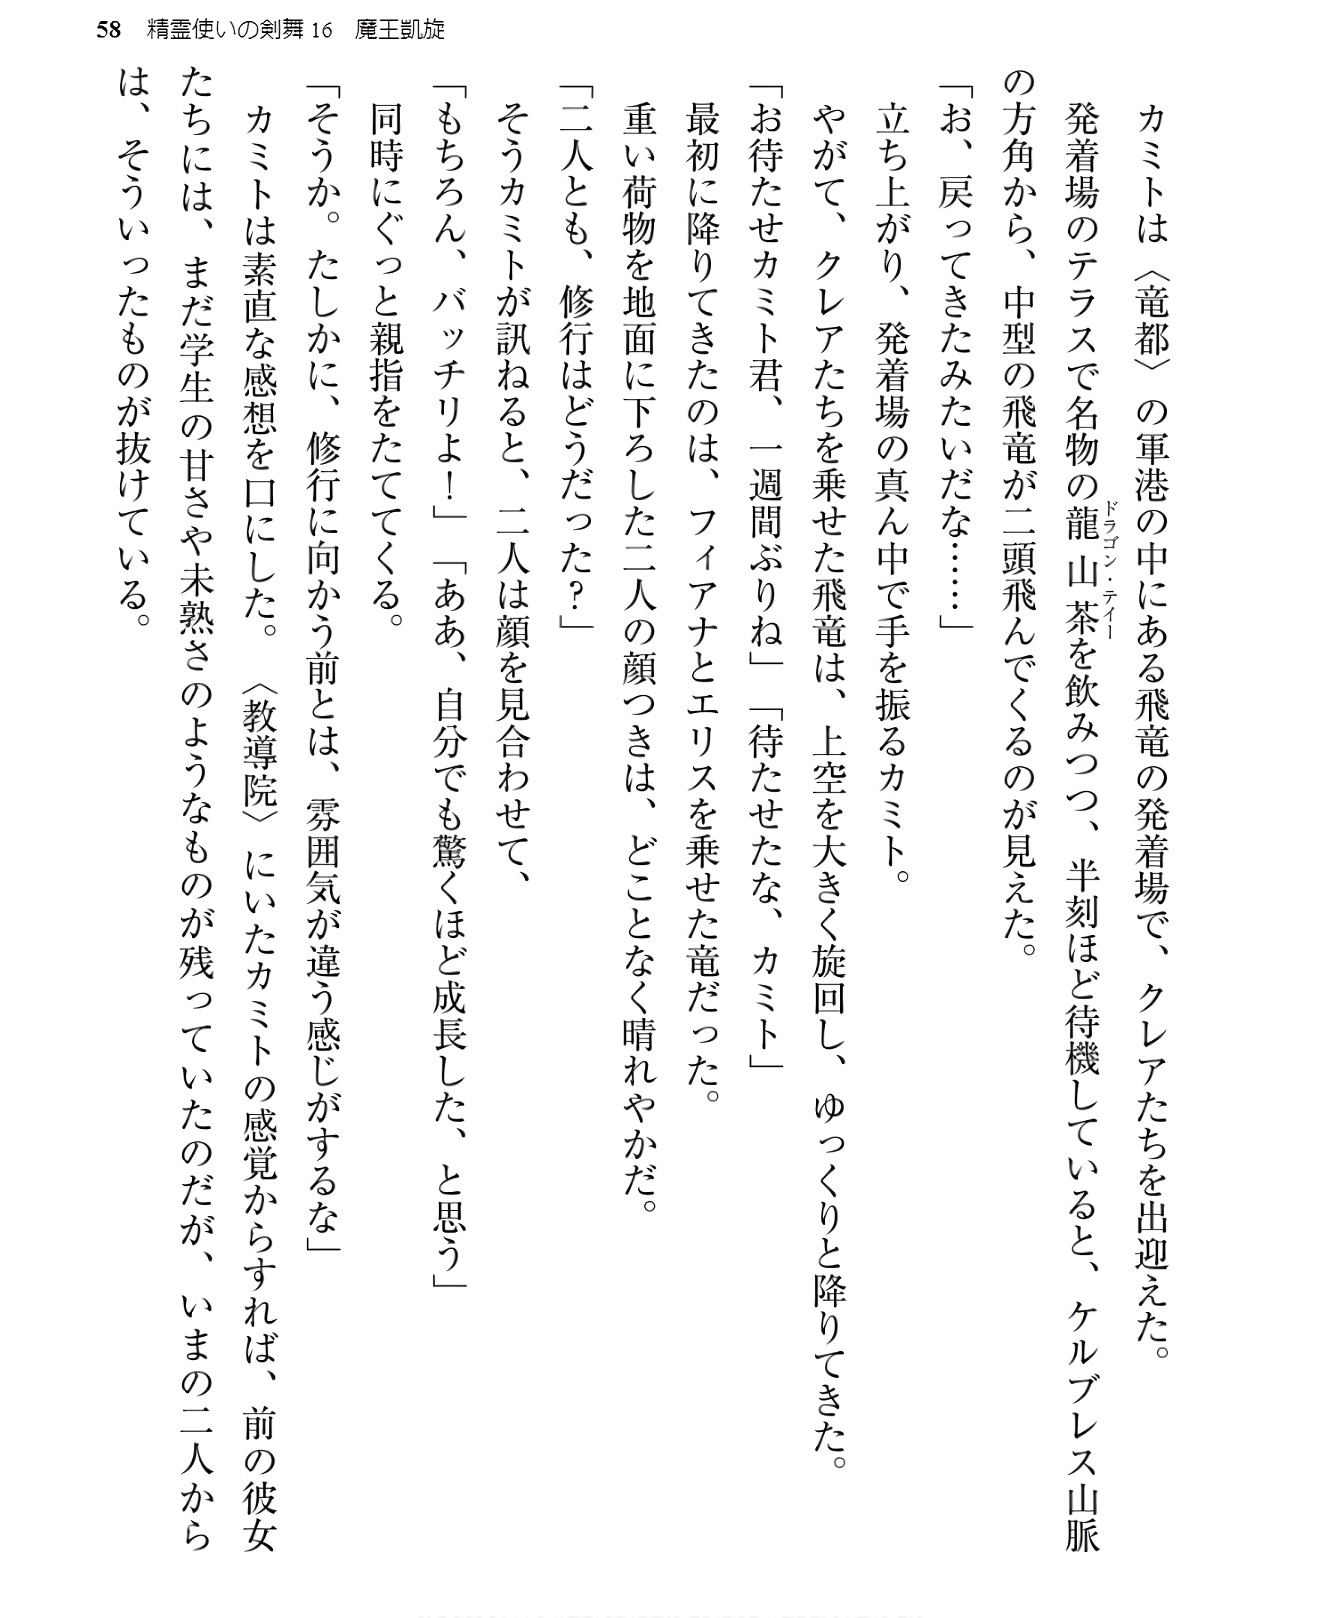 58 精霊使いの剣舞16 魔王凱旋
カミトは〈竜都〉の軍港の中にある飛竜の発着場で、クレアたちを出迎えた。
発着場のテラスで名物の龍山茶を飲みつつ、半刻ほど待機していると、ケルブレス山脈
ドラゴン・テイー
の方角から、中型の飛竜が二頭飛んでくるのが見えた。
「お、戻ってきたみたいだな……」
立ち上がり、発着場の真ん中で手を振るカミト。
やがて、クレアたちを乗せた飛竜は、上空を大きく旋回し、ゆっくりと降りてきた。
「お待たせカミト君、一週間ぶりね」「待たせたな、カミト」
最初に降りてきたのは、フィアナとエリスを乗せた竜だった。
重い荷物を地面に下ろした二人の顔つきは、どことなく晴れやかだ。
「二人とも、修行はどうだった?」
そうカミトが訊ねると、二人は顔を見合わせて、
「もちろん、バッチリよ!」「ああ、自分でも驚くほど成長した、と思う」
同時にぐっと親指をたててくる。
「そうか。たしかに、修行に向かう前とは、雰囲気が違う感じがするな」
カミトは素直な感想を口にした。〈教導院〉にいたカミトの感覚からすれば、前の彼女
たちには、まだ学生の甘さや未熟さのようなものが残っていたのだが、いまの二人から
は、そういったものが抜けている。